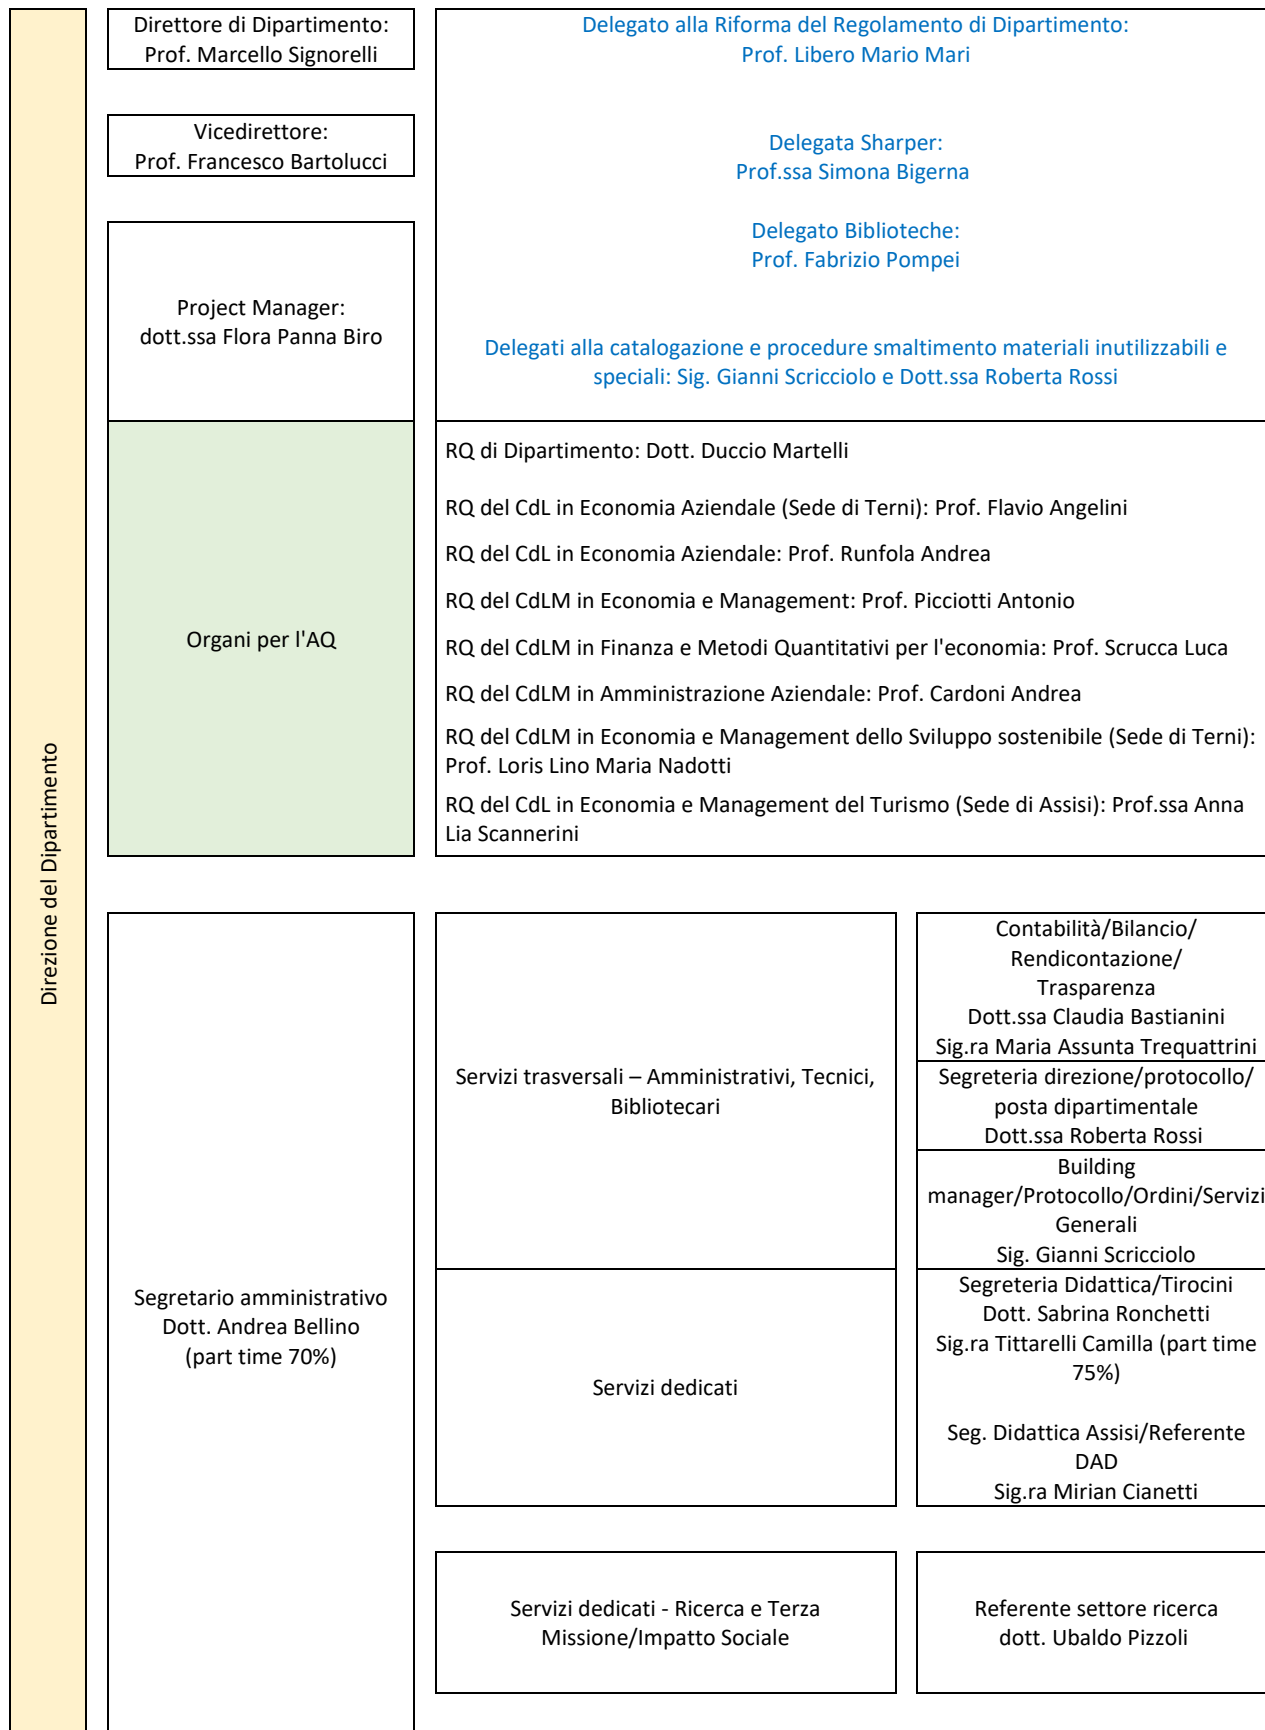 Direzione del Dipartimento
Direttore di Dipartimento:
Prof. Marcello Signorelli
Vicedirettore:
Prof. Francesco Bartolucci
Project Manager:
dott.ssa Flora Panna Biro
Delegato alla Riforma del Regolamento di Dipartimento:
Prof. Libero Mario Mari
Delegata Sharper:
Prof.ssa Simona Bigerna
Delegato Biblioteche:
Prof. Fabrizio Pompei
Delegati alla catalogazione e procedure smaltimento materiali inutilizzabili e
speciali: Sig. Gianni Scricciolo e Dott.ssa Roberta Rossi
Organi per l'AQ
RQ di Dipartimento: Dott. Duccio Martelli
RQ del CdL in Economia Aziendale (Sede di Terni): Prof. Flavio Angelini
RQ del CdL in Economia Aziendale: Prof. Runfola Andrea
RQ del CdLM in Economia e Management: Prof. Picciotti Antonio
RQ del CdLM in Finanza e Metodi Quantitativi per l'economia: Prof. Scrucca Luca
RQ del CdLM in Amministrazione Aziendale: Prof. Cardoni Andrea
RQ del CdLM in Economia e Management dello Sviluppo sostenibile (Sede di Terni):
Prof. Loris Lino Maria Nadotti
RQ del CdL in Economia e Management del Turismo (Sede di Assisi): Prof.ssa Anna
Lia Scannerini
Segretario amministrativo
Dott. Andrea Bellino
(part time 70%)
Servizi trasversali – Amministrativi, Tecnici,
Bibliotecari
Contabilità/Bilancio/
Rendicontazione/
Trasparenza
Dott.ssa Claudia Bastianini
Sig.ra Maria Assunta Trequattrini
Segreteria direzione/protocollo/
posta dipartimentale
Dott.ssa Roberta Rossi
Building
manager/Protocollo/Ordini/Servizi
Generali
Sig. Gianni Scricciolo
Servizi dedicati
Segreteria Didattica/Tirocini
Dott. Sabrina Ronchetti
Sig.ra Tittarelli Camilla (part time
75%)
Seg. Didattica Assisi/Referente
DAD
Sig.ra Mirian Cianetti
Servizi dedicati - Ricerca e Terza
Missione/Impatto Sociale
Referente settore ricerca
dott. Ubaldo Pizzoli